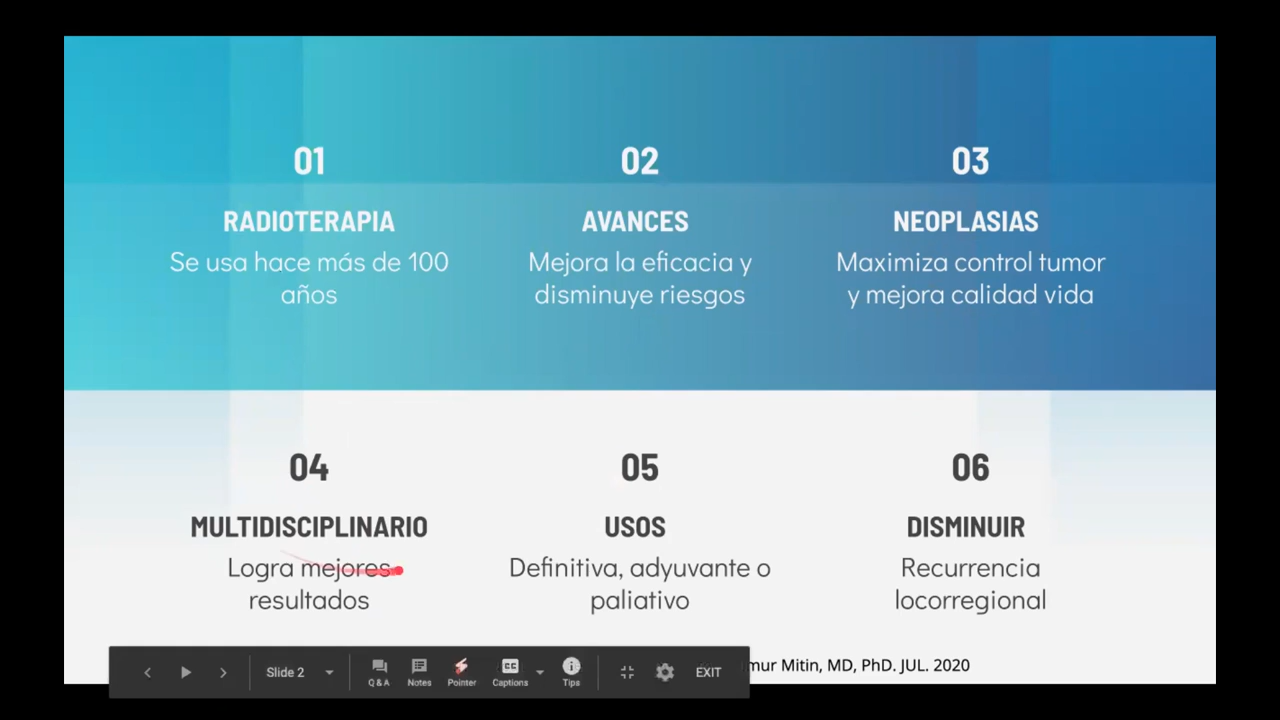 01
RADIOTERAPIA
Se usa hace más de 100
años
02
AVANCES
Mejora la eficacia y
disminuye riesgos
03
NEOPLASIAS
Maximiza control tumor
y mejora calidad vida
04
MULTIDISCIPLINARIO
Logra mejores
resultados
05
USOS
Definitiva, adyuvante o
paliativo
06
DISMINUIR
Recurrencia
locorregional
Mitin, MD, PhD. JUL. 2020
Slide 2
Q & A
Notes
Pointer
CC
Captions
Tips
EXIT